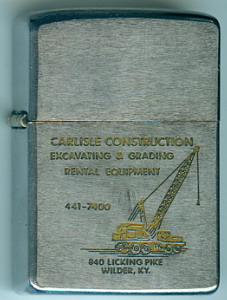 CARLISLE CONSTRUCTION
EXCAVATING & GRADING
RENTAL EQUIPMENT
441-7400
840 LICKING PIKE
WILDER, KY.